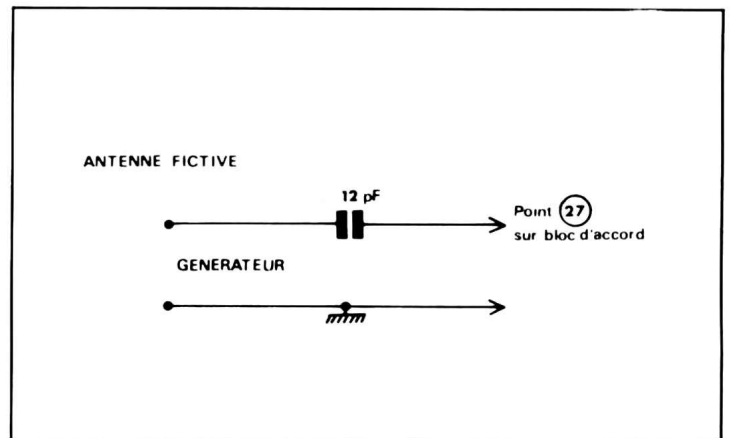 ANTENNE FICTIVE
12 pF
Point 27
sur bloc d'accord
GENERATEUR